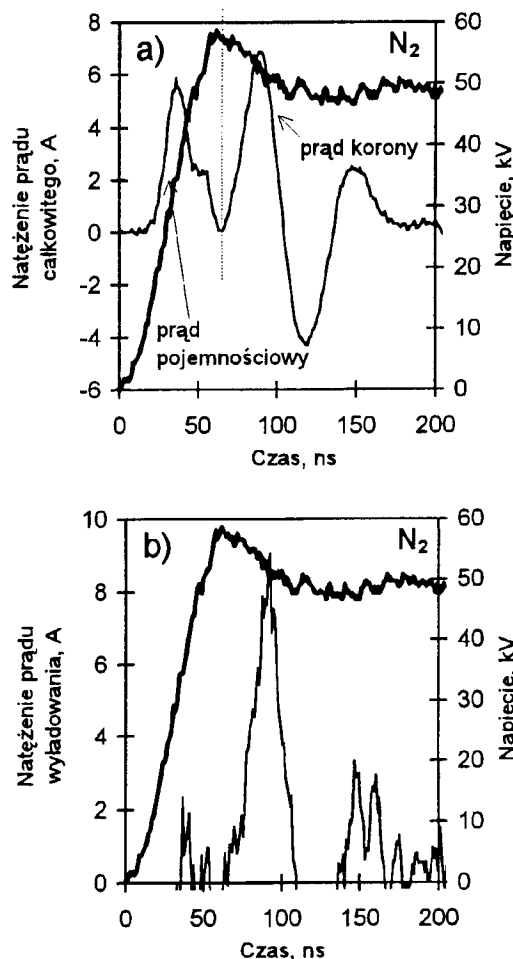 a)
N₂
8
6
4
2
0
-2
-4
-6
60
50
40
30
20
10
0
Natężenie prądu
całkowitego, A
Napięcie, kV
prąd korony
prąd
pojemnościowy
0
50
100
150
200
Czas, ns
b)
N₂
10
8
6
4
2
0
60
50
40
30
20
10
0
Natężenie prądu
wyładowania, A
Napięcie, kV
0
50
100
150
200
Czas, ns